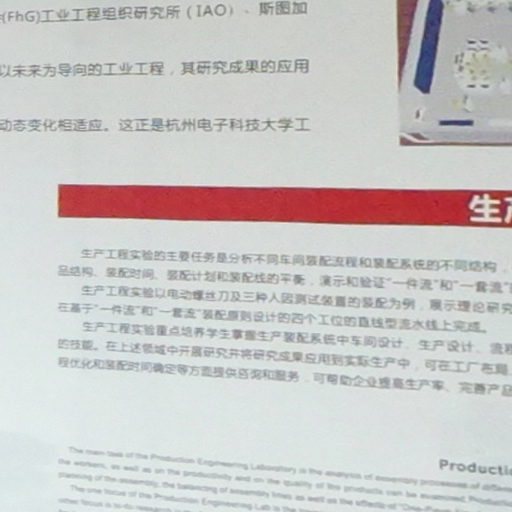 (FhG)工业工程组织研究所（IAO）、斯图加
以未来为导向的工业工程，其研究成果的应用
动态变化相适应。这正是杭州电子科技大学工
生产
生产工程实验的主要任务是分析不同车间装配流程和装配系统的不同结构，
品结构、装配时间、装配计划和装配线的平衡，演示和验证“一件流”和“一套流”
生产工程实验以电动螺丝刀及三种人因测试装置的装配为例，展示理论研究
在基于“一件流”和“一套流”装配原则设计的四个工位的直线型流水线上完成。
生产工程实验重点培养学生掌握生产装配系统中车间设计、生产设计、流程
的技能。在上述领域中开展研究并将研究成果应用到实际生产中，可在工厂布局
程优化和装配时间确定等方面提供咨询和服务，可帮助企业提高生产率、完善产品
Productio
The main task of the Production Engineering Laboratory is the analysis of assembly processes of differen
the workers, as well as on the productivity and on the quality of the products can be examined. Product
planning of the assembly, the balancing of assembly lines as well as the effects of "One-Piece
The one focus of the Production Engineering Lab is the